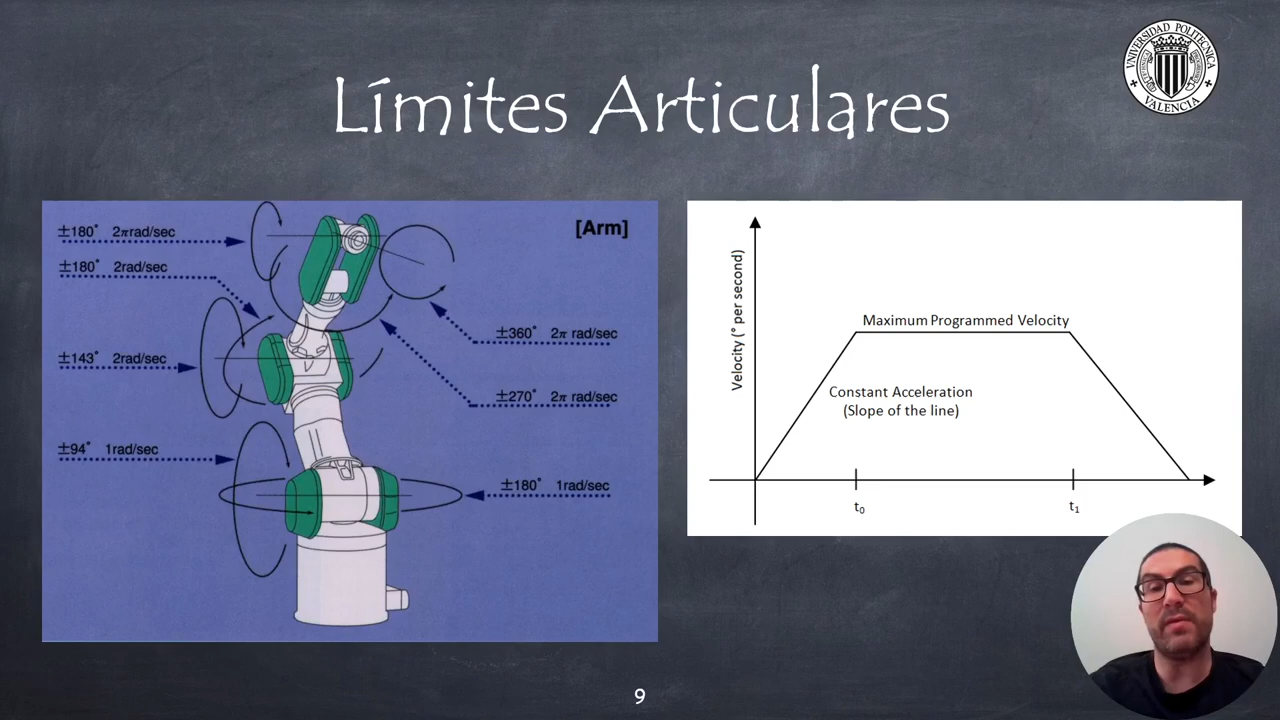 Límites Articulares
UNIVERSIDAD POLITECNICA
VALENCIA
[Arm]
±180° 2πrad/sec
±180° 2rad/sec
±143° 2rad/sec
±94° 1rad/sec
±360° 2π rad/sec
±270° 2π rad/sec
±180° 1rad/sec
Velocity (° per second)
Maximum Programmed Velocity
Constant Acceleration
(Slope of the line)
t₀
t₁
9